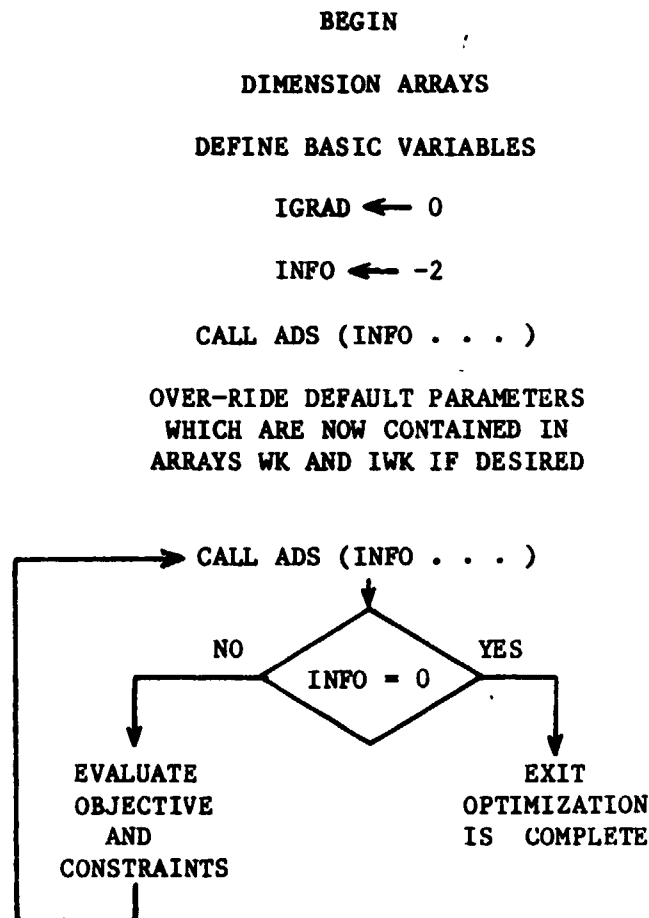 BEGIN
DIMENSION ARRAYS
DEFINE BASIC VARIABLES
IGRAD ← 0
INFO ← -2
CALL ADS (INFO . . . )
OVER-RIDE DEFAULT PARAMETERS
WHICH ARE NOW CONTAINED IN
ARRAYS WK AND IWK IF DESIRED
CALL ADS (INFO . . . )
NO
YES
INFO = 0
EVALUATE
OBJECTIVE
AND
CONSTRAINTS
EXIT
OPTIMIZATION
IS COMPLETE